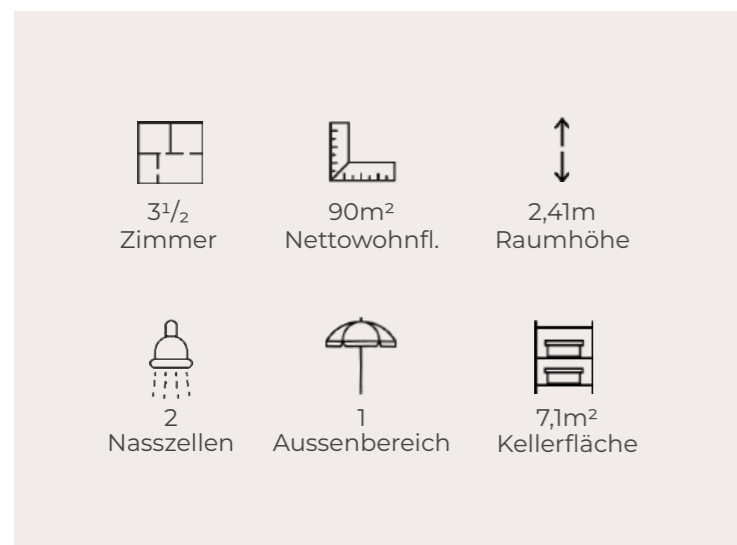 3¹/₂
Zimmer
90m²
Nettowohnfl.
2,41m
Raumhöhe
2
Nasszellen
1
Aussenbereich
7,1m²
Kellerfläche